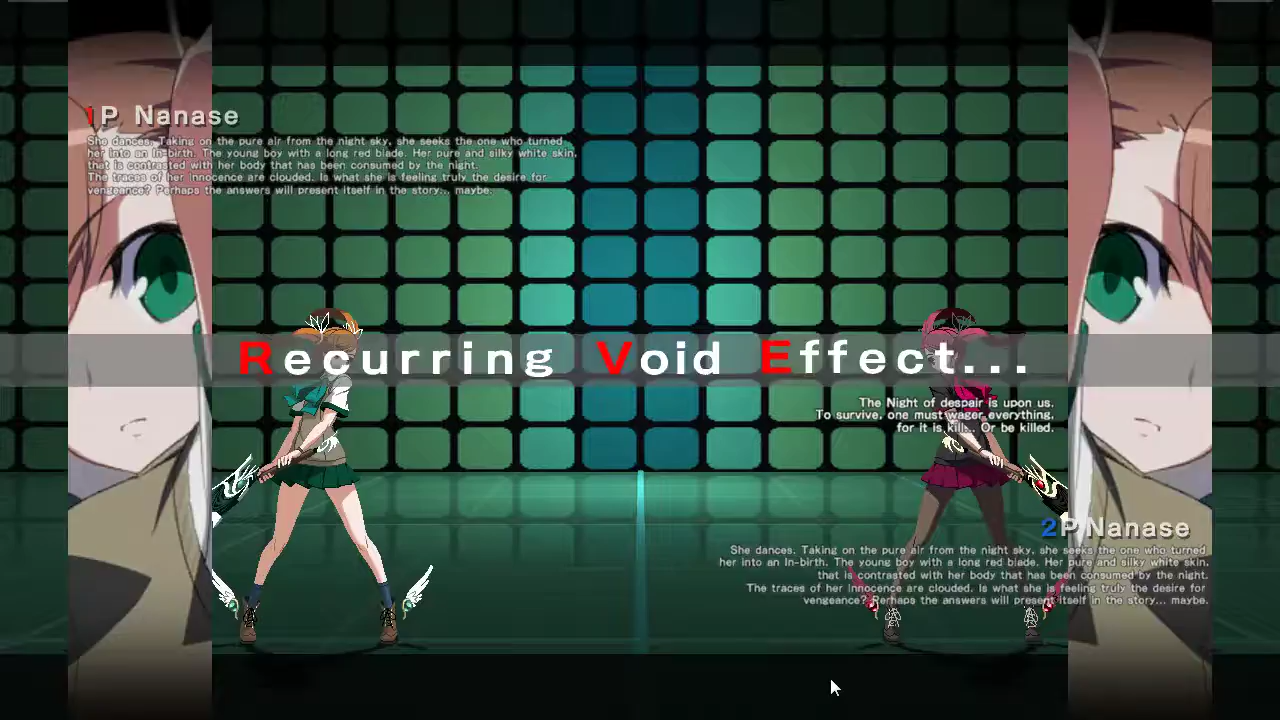 1P Nanase
She dances. Taking on the pure air from the night sky, she seeks the one who turned
her into an In-birth. The young boy with a long red blade. Her pure and silky white skin,
that is contrasted with her body that has been consumed by the night.
The traces of her innocence are clouded. Is what she is feeling truly the desire for
vengeance? Perhaps the answers will present itself in the story... maybe.
Recurring Void Effect...
The Night of despair is upon us.
To survive, one must wager everything.
for it is kill... Or be killed.
2P Nanase
She dances. Taking on the pure air from the night sky, she seeks the one who turned
her into an In-birth. The young boy with a long red blade. Her pure and silky white skin,
that is contrasted with her body that has been consumed by the night.
The traces of her innocence are clouded. Is what she is feeling truly the desire for
vengeance? Perhaps the answers will present itself in the story... maybe.